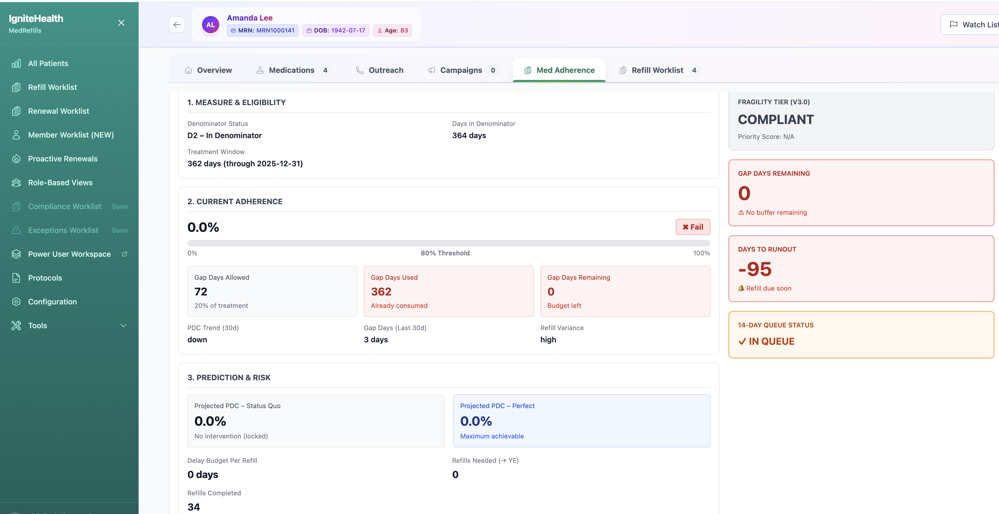 IgniteHealth
MedRefills
All Patients
Refill Worklist
Renewal Worklist
Member Worklist (NEW)
Proactive Renewals
Role-Based Views
Compliance Worklist Soon
Exceptions Worklist Soon
Power User Workspace
Protocols
Configuration
Tools
AL
Amanda Lee
MRN: MRN1000141 DOB: 1942-07-17 Age: 83
Watch List
Overview Medications 4 Outreach Campaigns 0 Med Adherence Refill Worklist 4
1. MEASURE & ELIGIBILITY
Denominator Status Days in Denominator
D2 – In Denominator 364 days
Treatment Window
362 days (through 2025-12-31)
2. CURRENT ADHERENCE
0.0% ✖ Fail
0% 80% Threshold 100%
Gap Days Allowed
72
20% of treatment
Gap Days Used
362
Already consumed
Gap Days Remaining
0
Budget left
PDC Trend (30d) Gap Days (Last 30d) Refill Variance
down 3 days high
3. PREDICTION & RISK
Projected PDC – Status Quo
0.0%
No intervention (locked)
Projected PDC – Perfect
0.0%
Maximum achievable
Delay Budget Per Refill Refills Needed (→ YE)
0 days 0
Refills Completed
34
FRAGILITY TIER (V3.0)
COMPLIANT
Priority Score: N/A
GAP DAYS REMAINING
0
⚠ No buffer remaining
DAYS TO RUNOUT
-95
🔔 Refill due soon
14-DAY QUEUE STATUS
✓ IN QUEUE